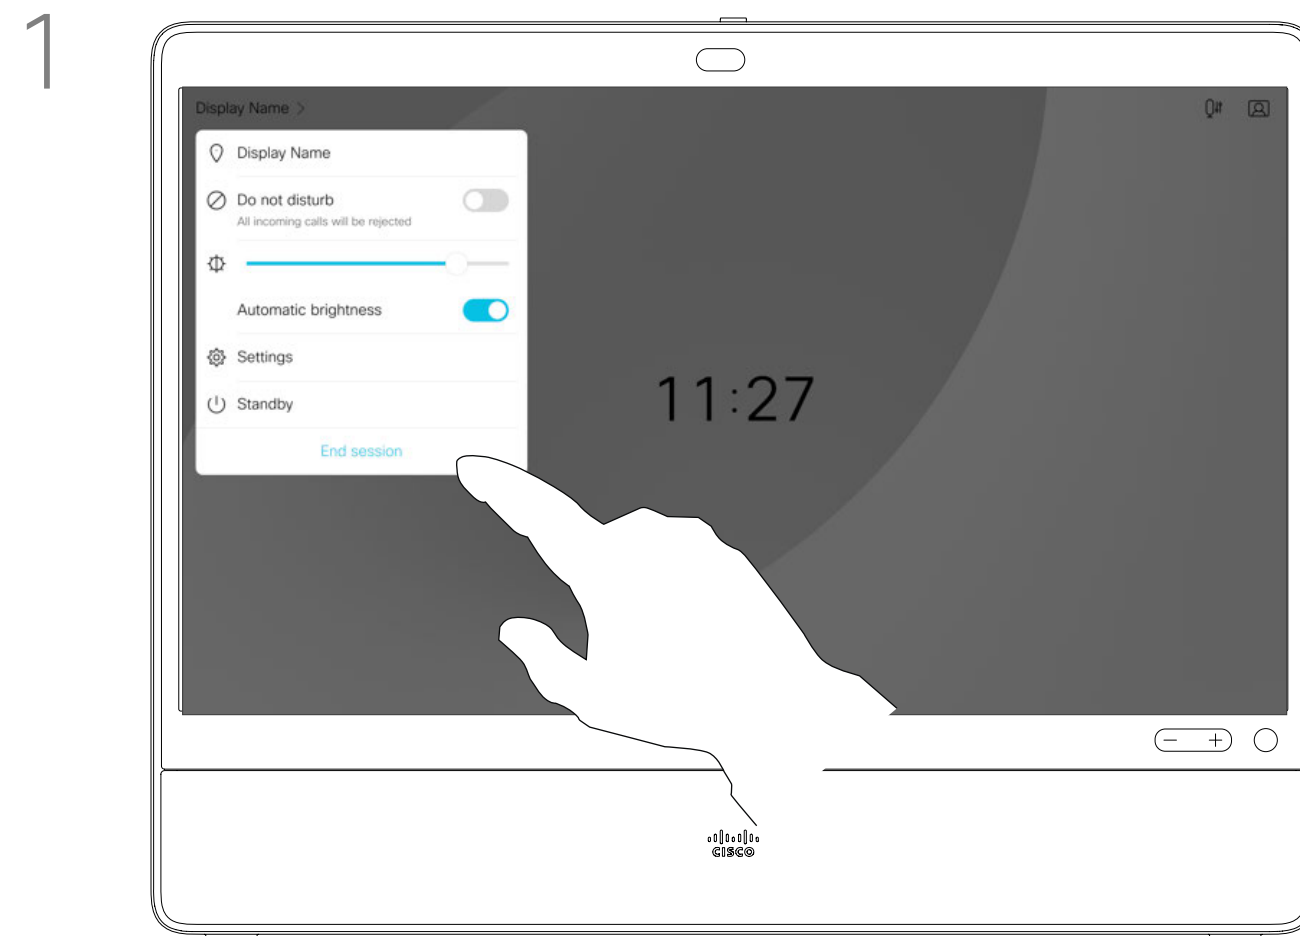 1
Display Name >
Display Name
Do not disturb
All incoming calls will be rejected
Automatic brightness
Settings
Standby
End session
11:27
− +
CISCO